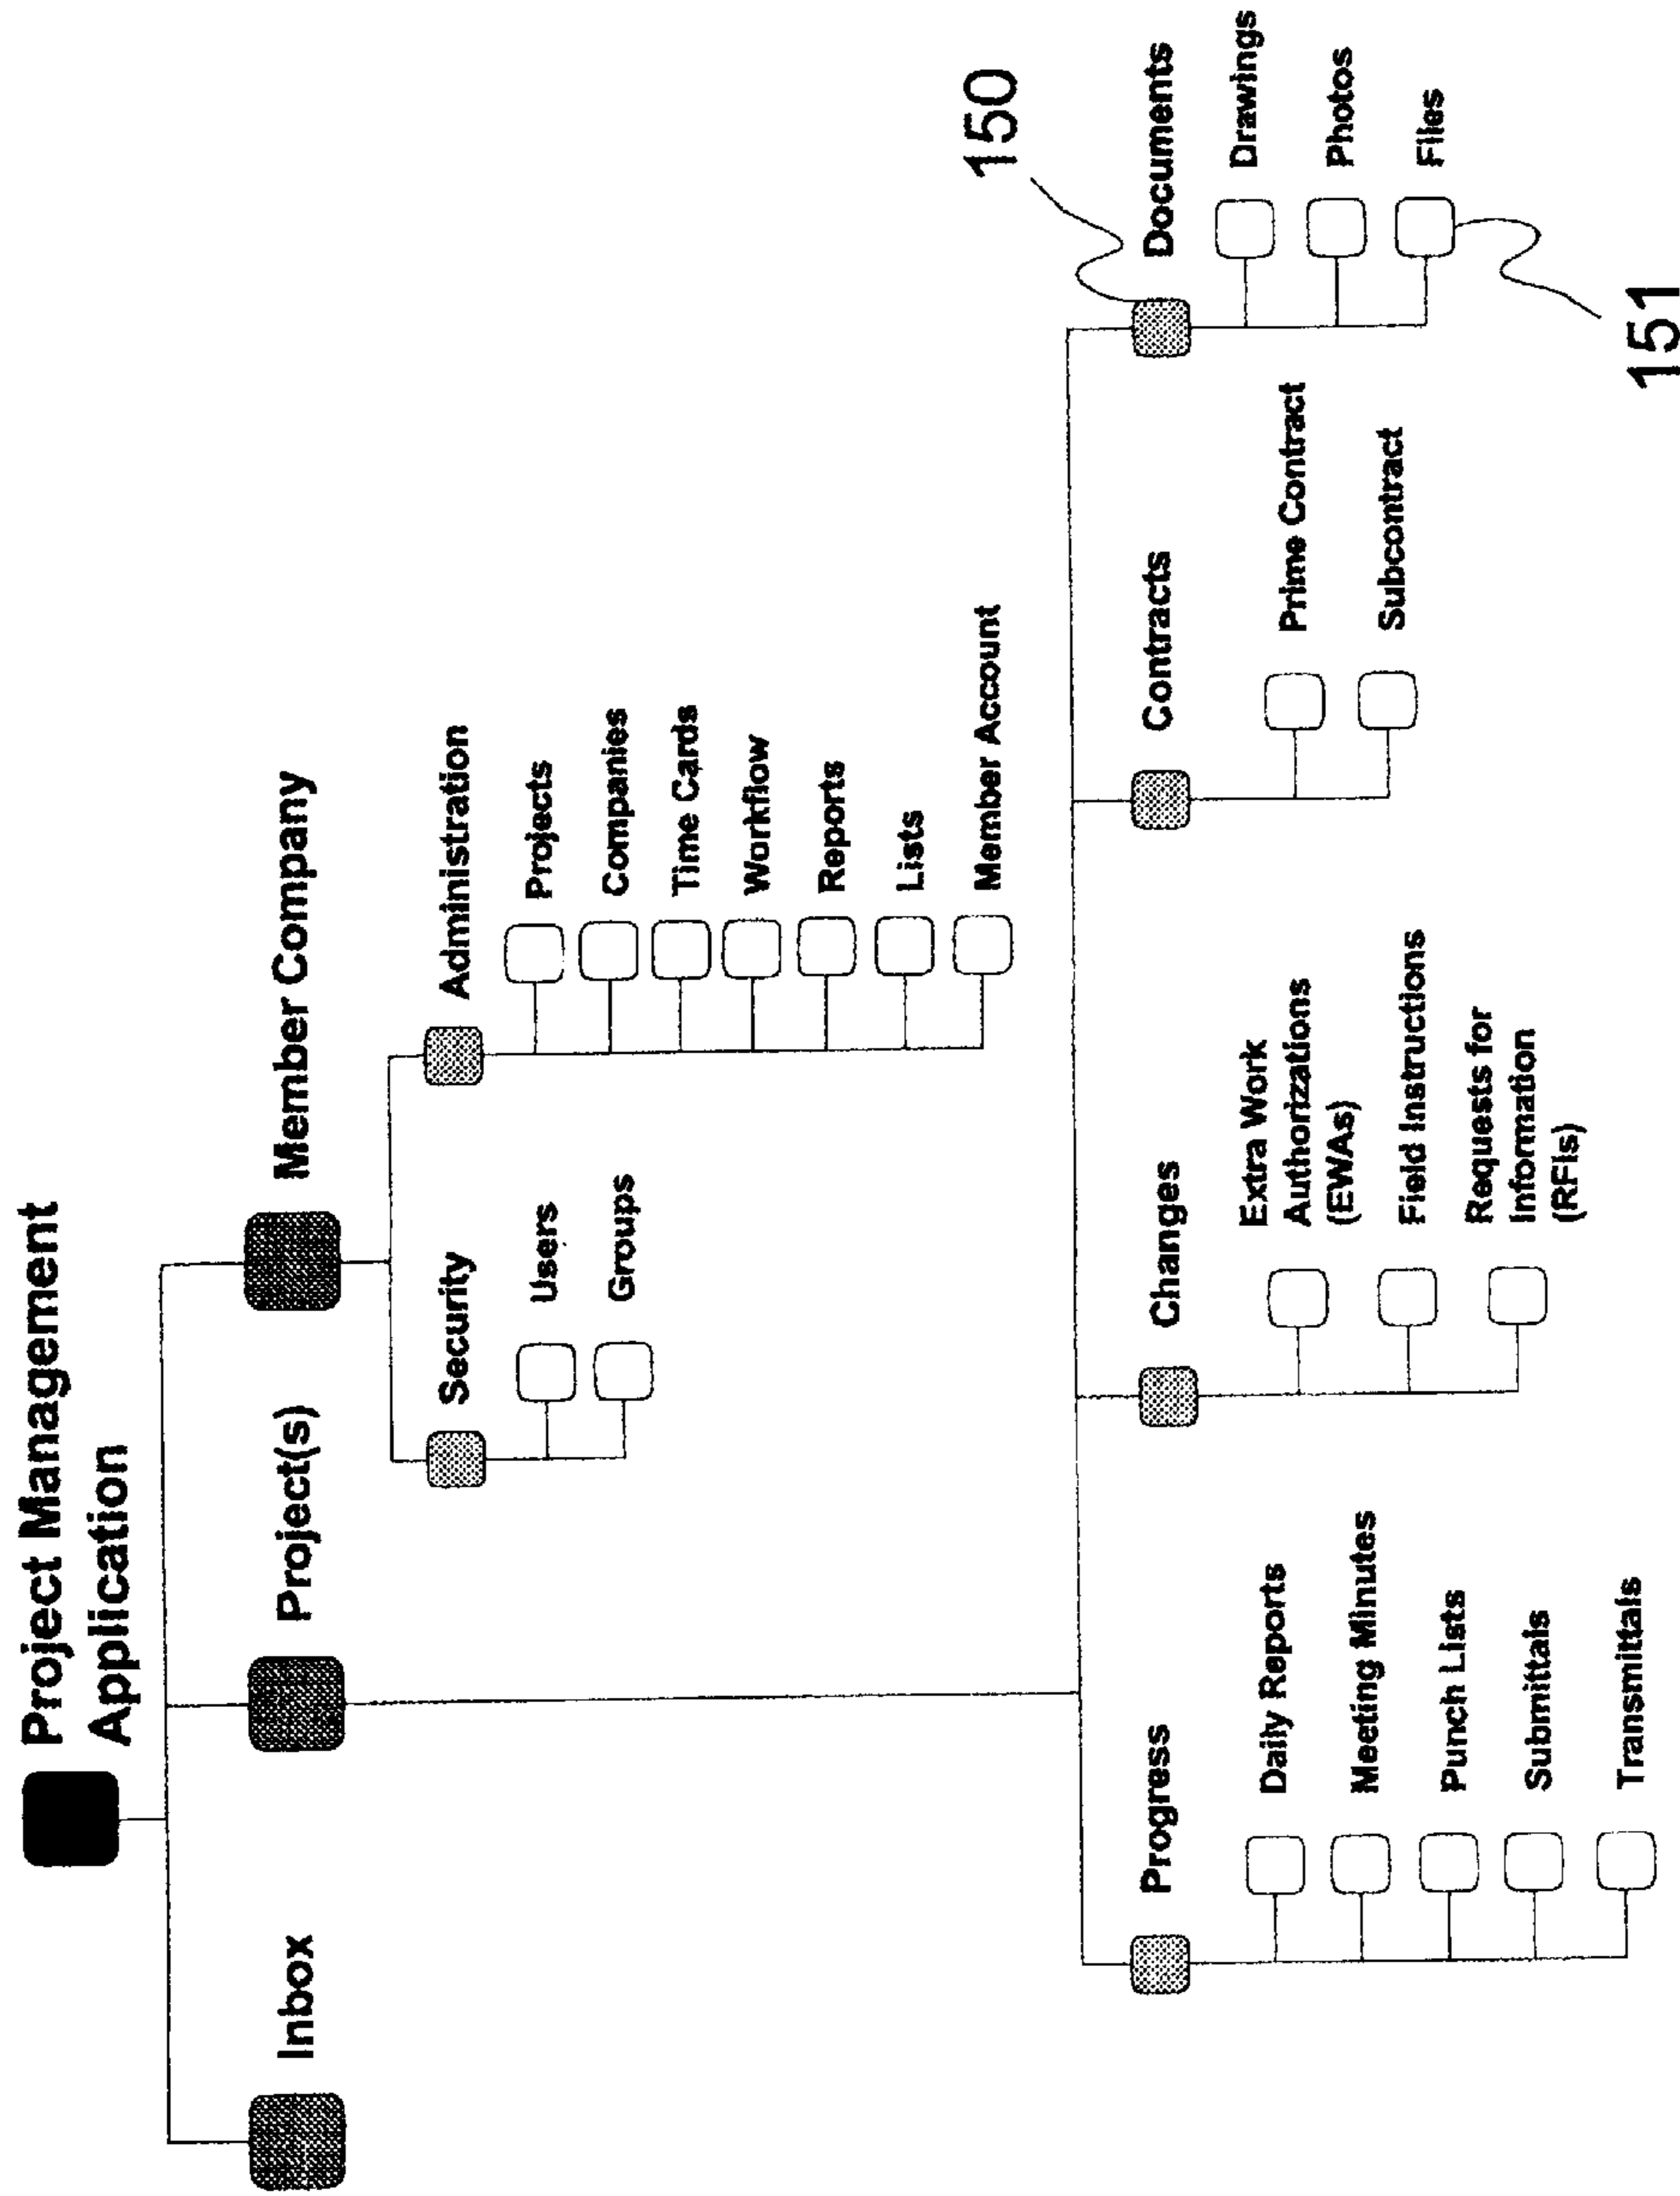 Project Management
Application
Inbox
Project(s)
Member Company
Security
Users
Groups
Administration
Projects
Companies
Time Cards
Workflow
Reports
Lists
Member Account
Progress
Daily Reports
Meeting Minutes
Punch Lists
Submittals
Transmittals
Changes
Extra Work
Authorizations
(EWAs)
Field Instructions
Requests for
Information
(RFIs)
Contracts
Prime Contract
Subcontract
150
Documents
Drawings
Photos
Files
151